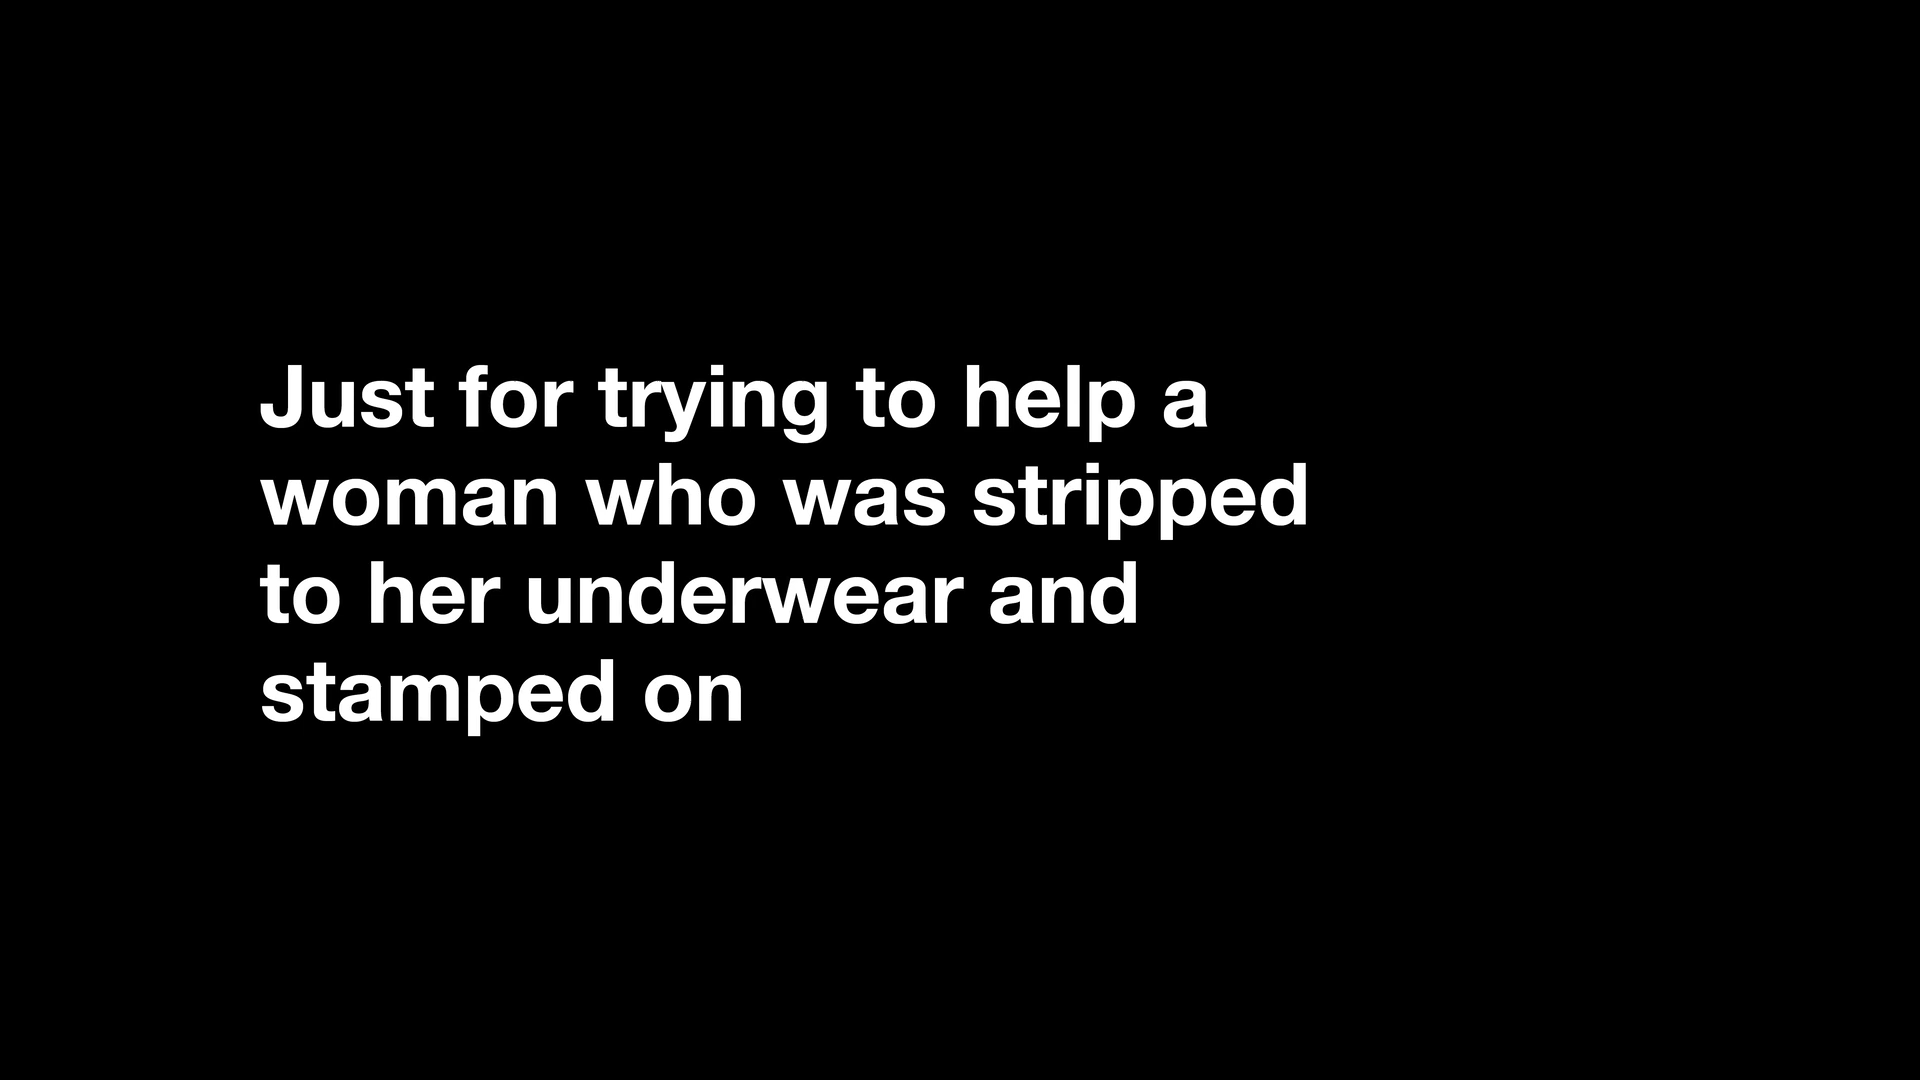 Just for trying to help a
woman who was stripped
to her underwear and
stamped on